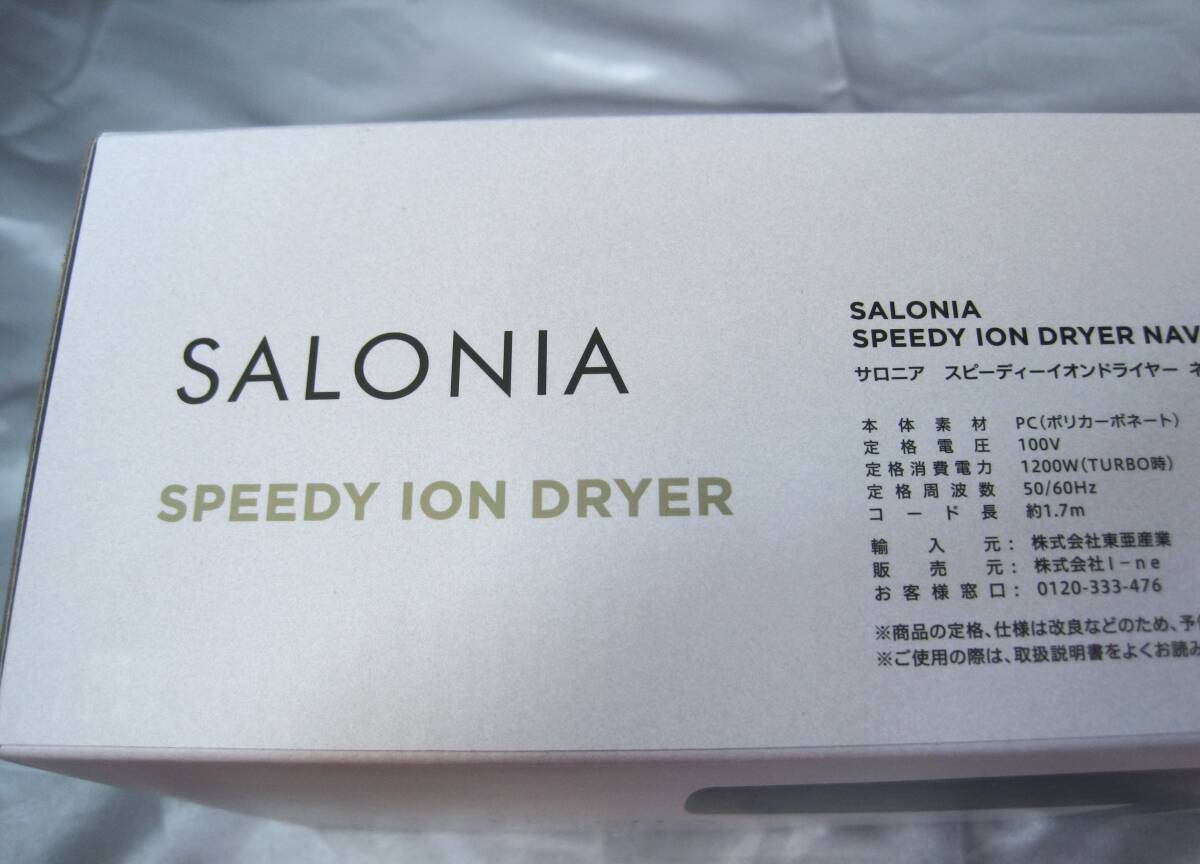 SALONIA
SPEEDY ION DRYER
SALONIA
SPEEDY ION DRYER NAV
サロニア スピーディーイオンドライヤー ネ
本体素材 PC(ポリカーボネート)
定格電圧 100V
定格消費電力 1200W(TURBO時)
定格周波数 50/60Hz
コード長 約1.7m
輸入元: 株式会社東亜産業
販売元: 株式会社I-ne
お客様窓口: 0120-333-476
※商品の定格、仕様は改良などのため、予
※ご使用の際は、取扱説明書をよくお読み